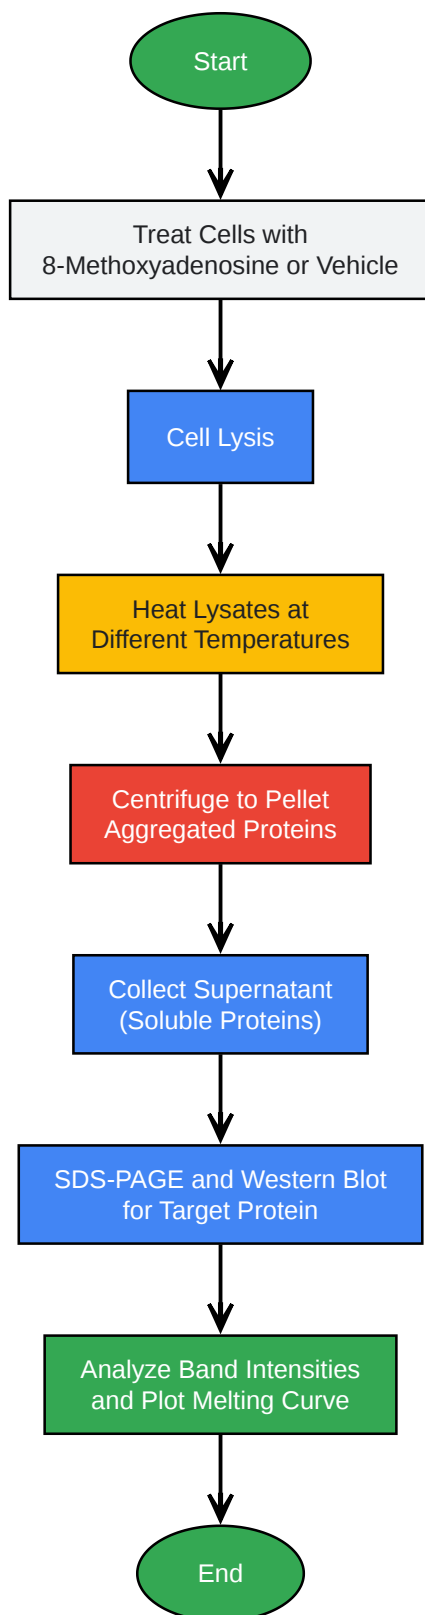 Start
Treat Cells with
8-Methoxyadenosine or Vehicle
Cell Lysis
Heat Lysates at
Different Temperatures
Centrifuge to Pellet
Aggregated Proteins
Collect Supernatant
(Soluble Proteins)
SDS-PAGE and Western Blot
for Target Protein
Analyze Band Intensities
and Plot Melting Curve
End